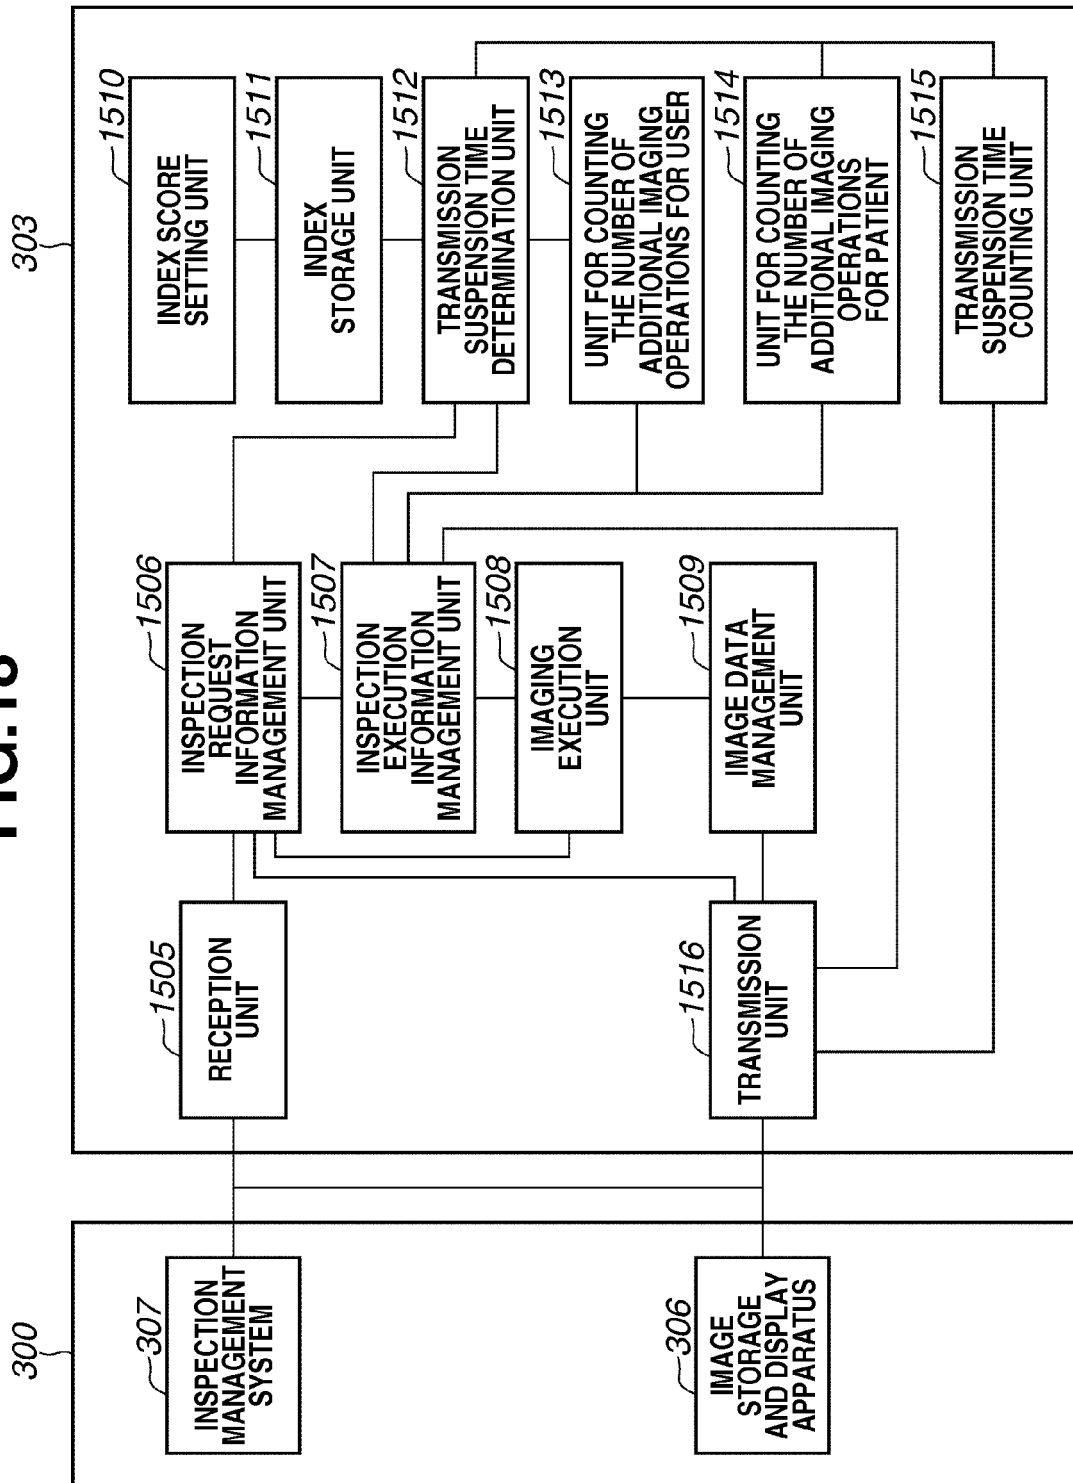 300
303
307
INSPECTION
MANAGEMENT
SYSTEM
306
IMAGE
STORAGE
AND DISPLAY
APPARATUS
1505
RECEPTION
UNIT
1516
TRANSMISSION
UNIT
1506
INSPECTION
REQUEST
INFORMATION
MANAGEMENT UNIT
1507
INSPECTION
EXECUTION
INFORMATION
MANAGEMENT UNIT
1508
IMAGING
EXECUTION
UNIT
1509
IMAGE DATA
MANAGEMENT
UNIT
1510
INDEX SCORE
SETTING UNIT
1511
INDEX
STORAGE UNIT
1512
TRANSMISSION
SUSPENSION TIME
DETERMINATION UNIT
1513
UNIT FOR COUNTING
THE NUMBER OF
ADDITIONAL IMAGING
OPERATIONS FOR USER
1514
UNIT FOR COUNTING
THE NUMBER OF
ADDITIONAL IMAGING
OPERATIONS
FOR PATIENT
1515
TRANSMISSION
SUSPENSION TIME
COUNTING UNIT